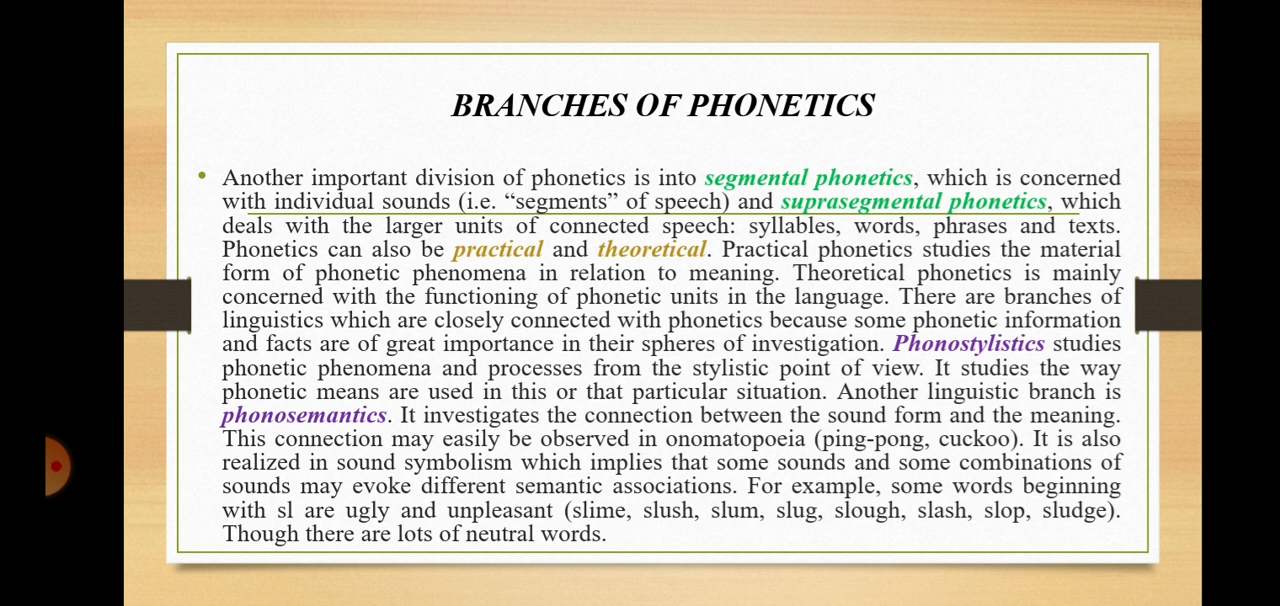 BRANCHES OF PHONETICS
• Another important division of phonetics is into segmental phonetics, which is concerned
with individual sounds (i.e. “segments” of speech) and suprasegmental phonetics, which
deals with the larger units of connected speech: syllables, words, phrases and texts.
Phonetics can also be practical and theoretical. Practical phonetics studies the material
form of phonetic phenomena in relation to meaning. Theoretical phonetics is mainly
concerned with the functioning of phonetic units in the language. There are branches of
linguistics which are closely connected with phonetics because some phonetic information
and facts are of great importance in their spheres of investigation. Phonostylistics studies
phonetic phenomena and processes from the stylistic point of view. It studies the way
phonetic means are used in this or that particular situation. Another linguistic branch is
phonosemantics. It investigates the connection between the sound form and the meaning.
This connection may easily be observed in onomatopoeia (ping-pong, cuckoo). It is also
realized in sound symbolism which implies that some sounds and some combinations of
sounds may evoke different semantic associations. For example, some words beginning
with sl are ugly and unpleasant (slime, slush, slum, slug, slough, slash, slop, sludge).
Though there are lots of neutral words.